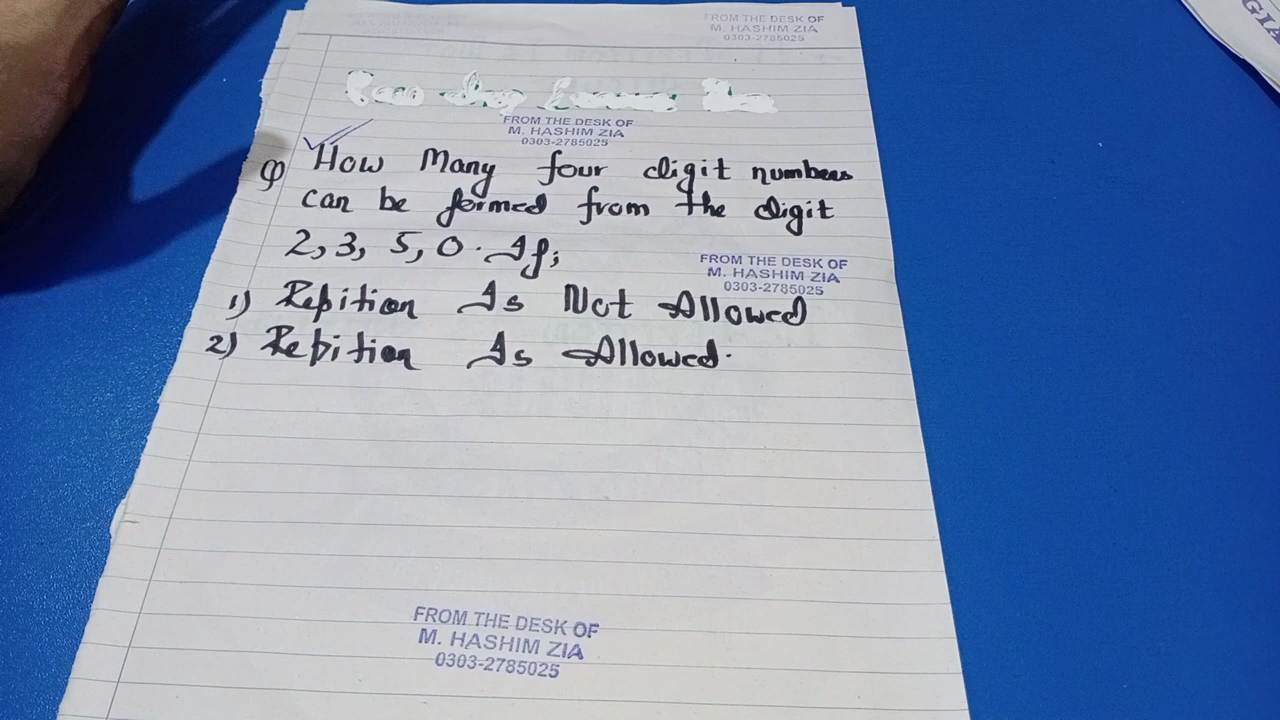 FROM THE DESK OF
M. HASHIM ZIA
0303-2785025
FROM THE DESK OF
M. HASHIM ZIA
0303-2785025
Q How Many four digit numbers
can be formed from the digit
2, 3, 5, 0. If;
FROM THE DESK OF
M. HASHIM ZIA
0303-2785025
1) Repition Is Not Allowed
2) Repition Is Allowed.
FROM THE DESK OF
M. HASHIM ZIA
0303-2785025